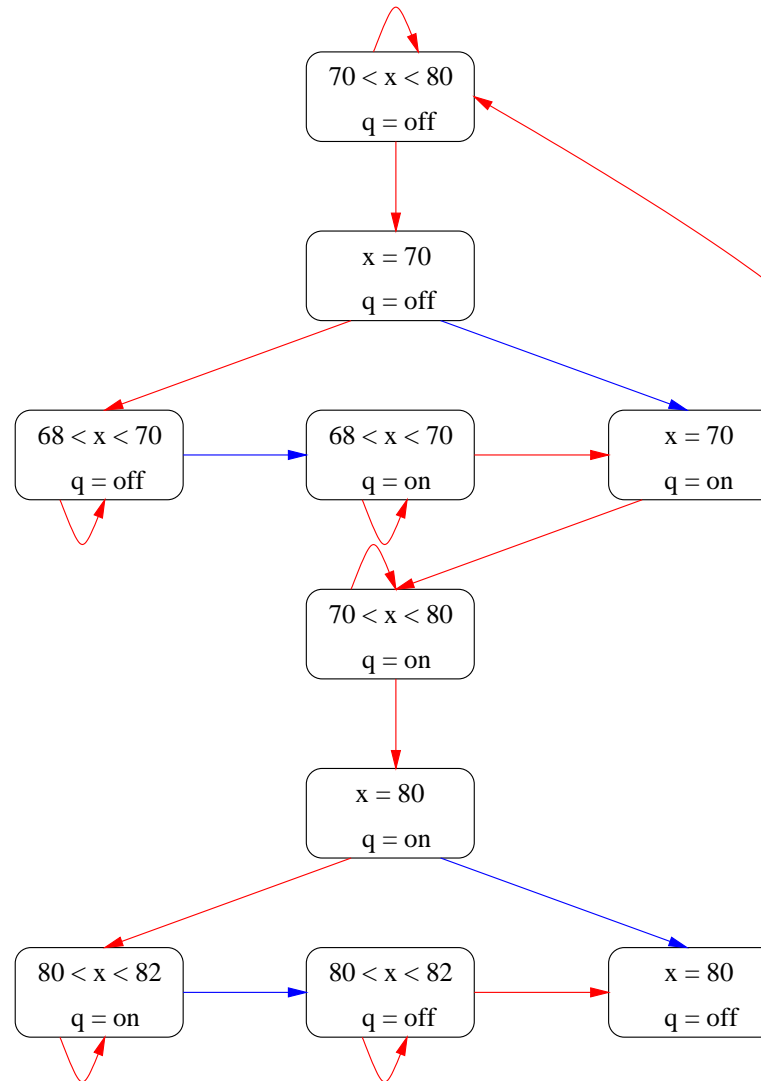 70 < x < 80
q = off
x = 70
q = off
68 < x < 70
q = off
68 < x < 70
q = on
x = 70
q = on
70 < x < 80
q = on
x = 80
q = on
80 < x < 82
q = on
80 < x < 82
q = off
x = 80
q = off